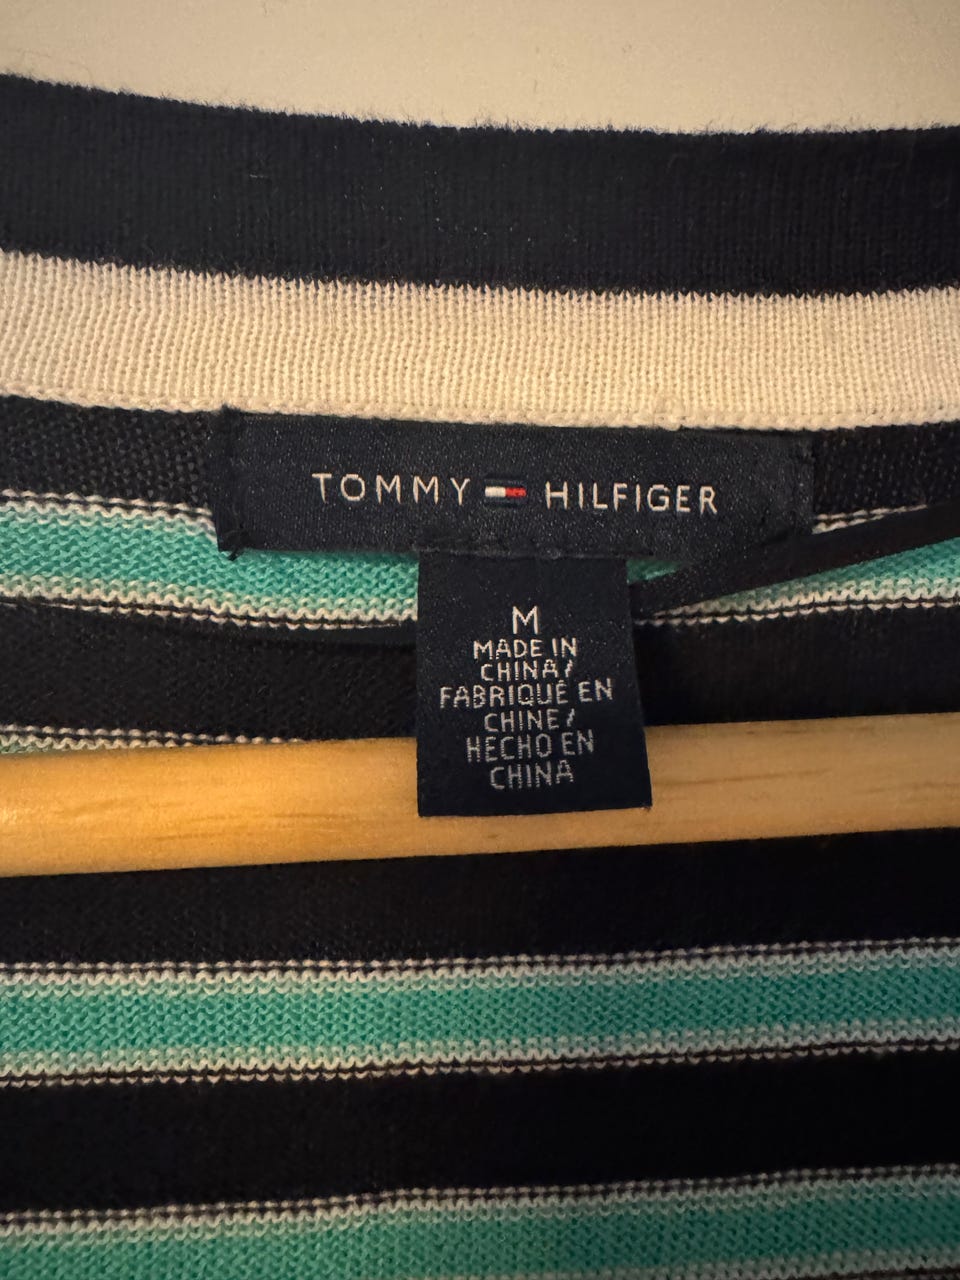 TOMMY HILFIGER
M
MADE IN
CHINA/
FABRIQUÉ EN
CHINE/
HECHO EN
CHINA